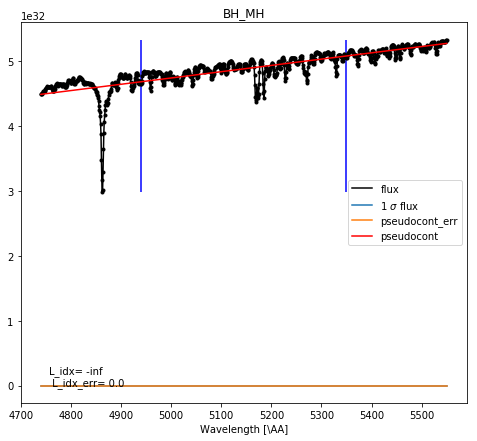 BH_MH
1e32
5
4
3
2
1
0
flux
1 σ flux
pseudocont_err
pseudocont
L_idx= -inf
L_idx_err= 0.0
4700 4800 4900 5000 5100 5200 5300 5400 5500
Wavelength [\AA]